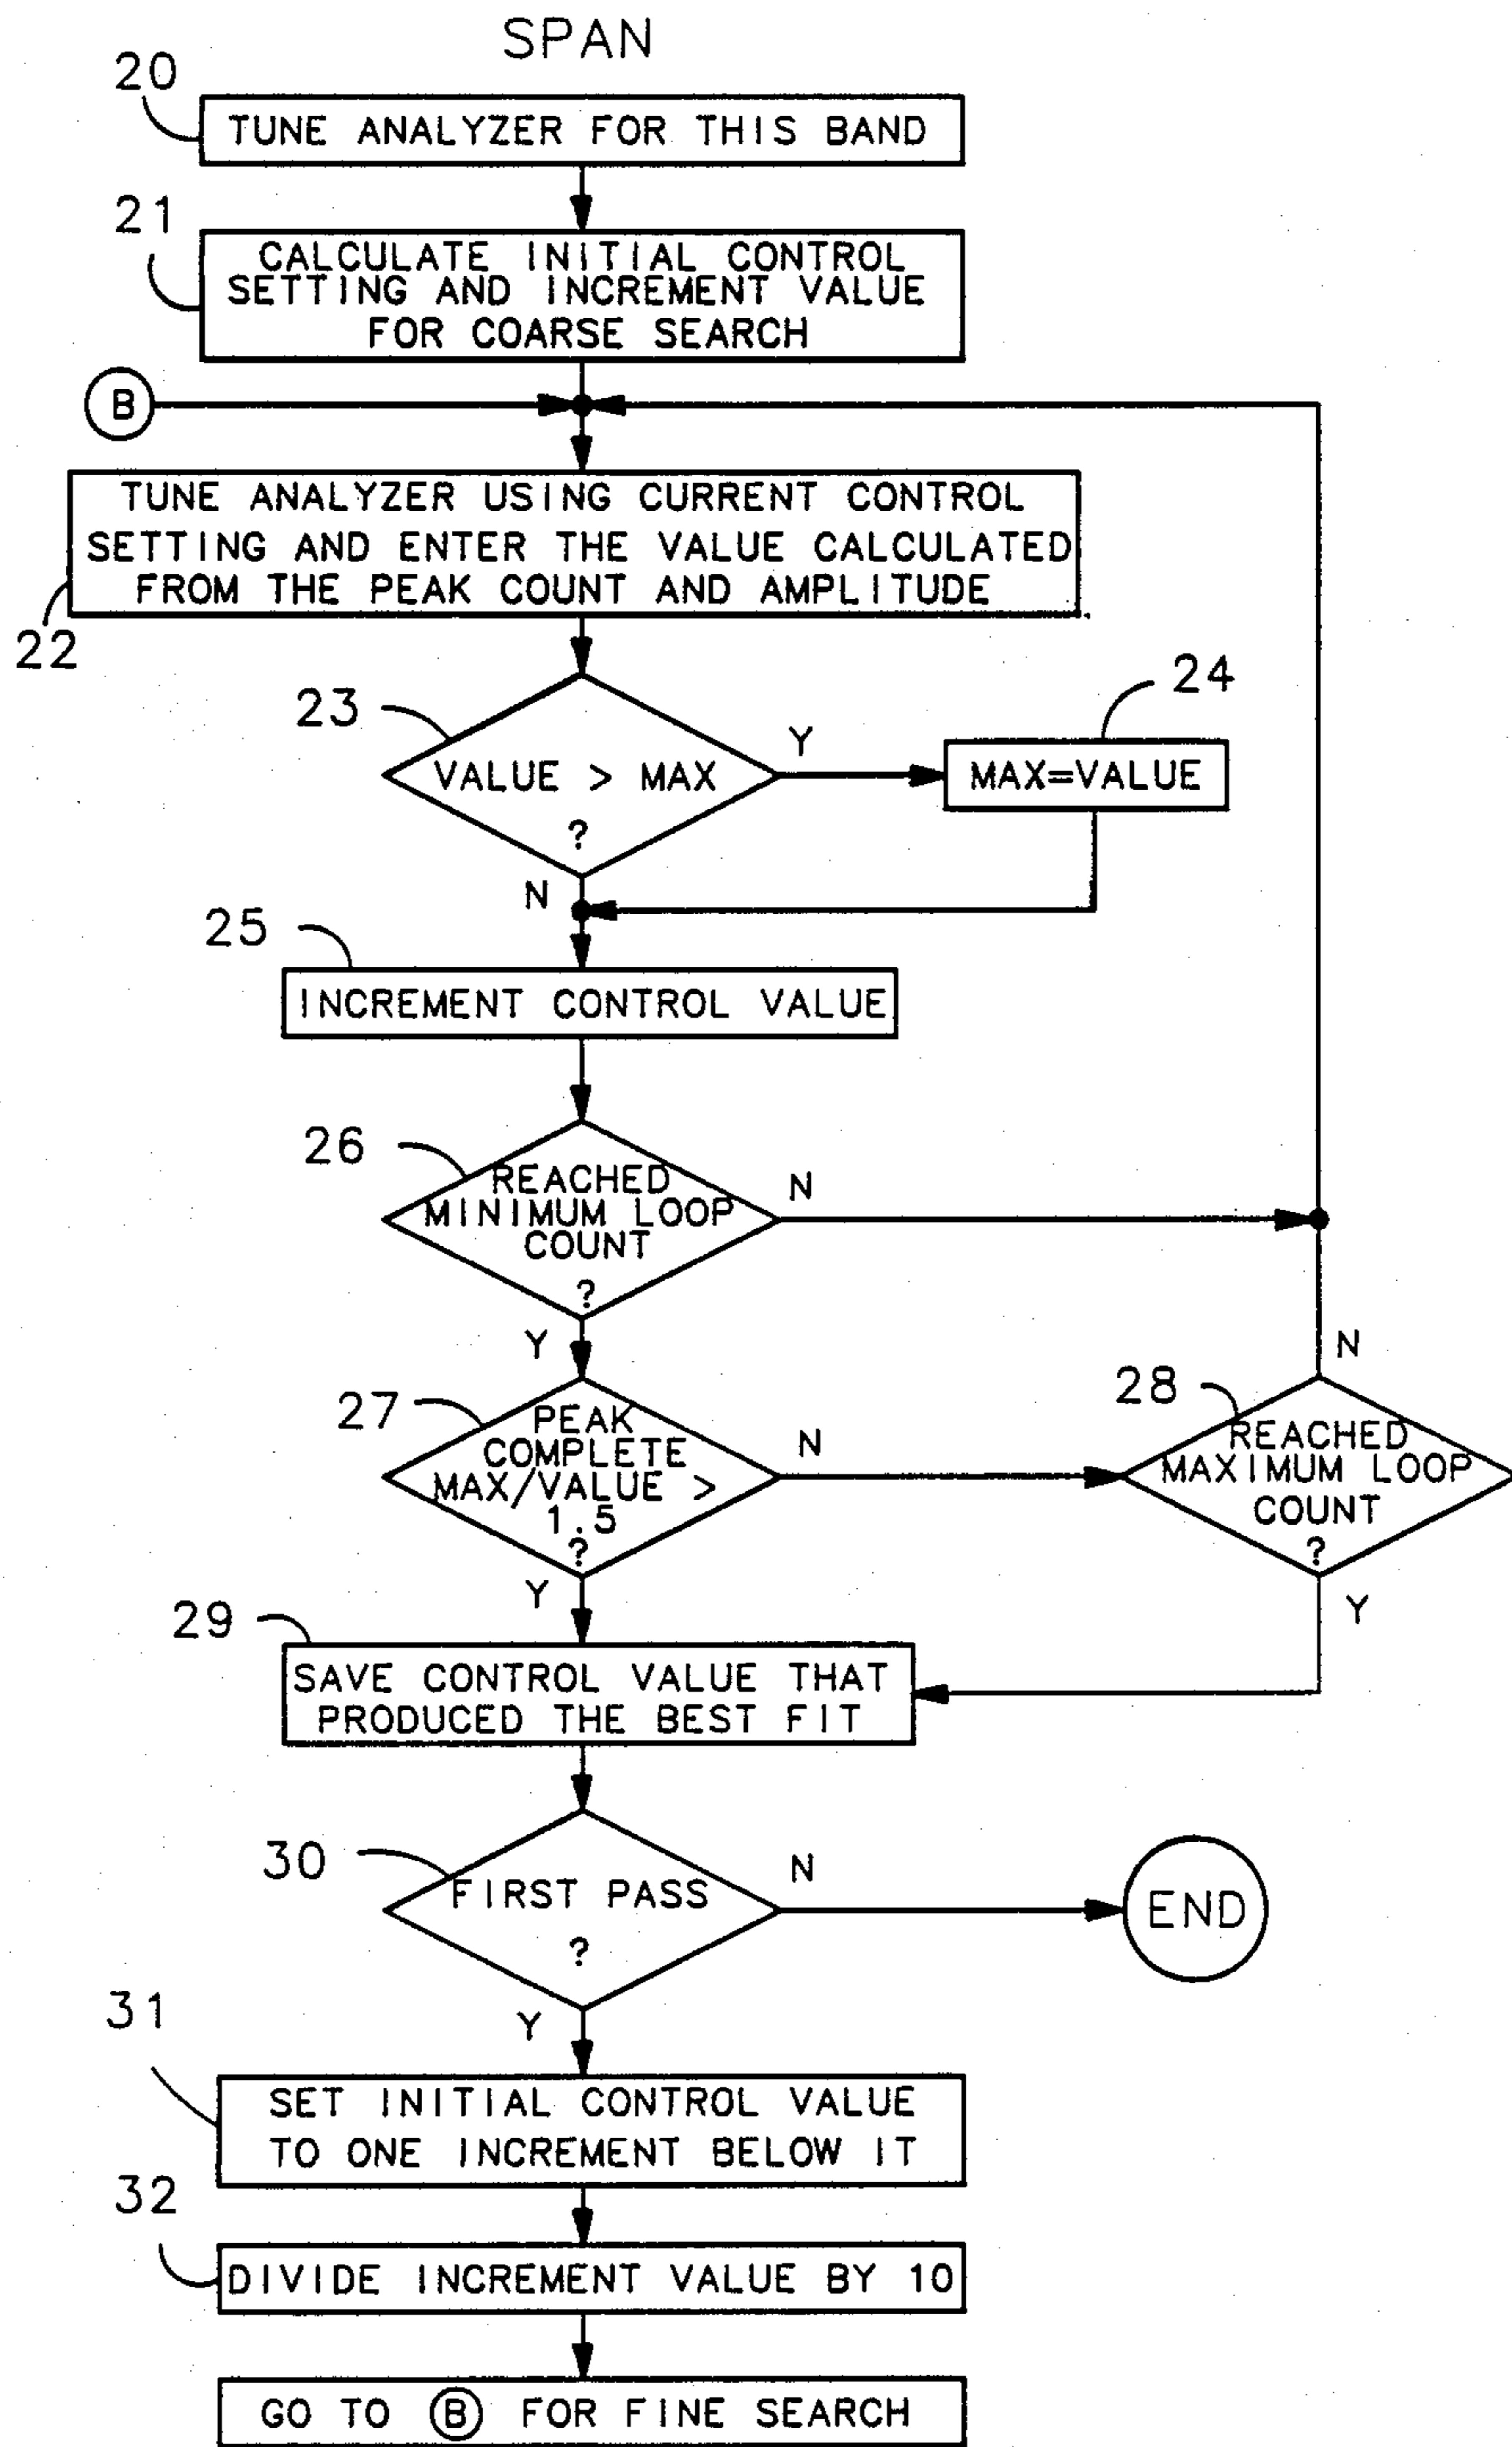 SPAN
20
TUNE ANALYZER FOR THIS BAND
21
CALCULATE INITIAL CONTROL
SETTING AND INCREMENT VALUE
FOR COARSE SEARCH
B
TUNE ANALYZER USING CURRENT CONTROL
SETTING AND ENTER THE VALUE CALCULATED
FROM THE PEAK COUNT AND AMPLITUDE
22
23
VALUE > MAX
?
Y
24
MAX=VALUE
N
25
INCREMENT CONTROL VALUE
26
REACHED
MINIMUM LOOP
COUNT
?
N
Y
27
PEAK
COMPLETE
MAX/VALUE >
1.5
?
N
28
REACHED
MAXIMUM LOOP
COUNT
?
N
Y
Y
29
SAVE CONTROL VALUE THAT
PRODUCED THE BEST FIT
30
FIRST PASS
?
N
END
Y
31
SET INITIAL CONTROL VALUE
TO ONE INCREMENT BELOW IT
32
DIVIDE INCREMENT VALUE BY 10
GO TO B FOR FINE SEARCH